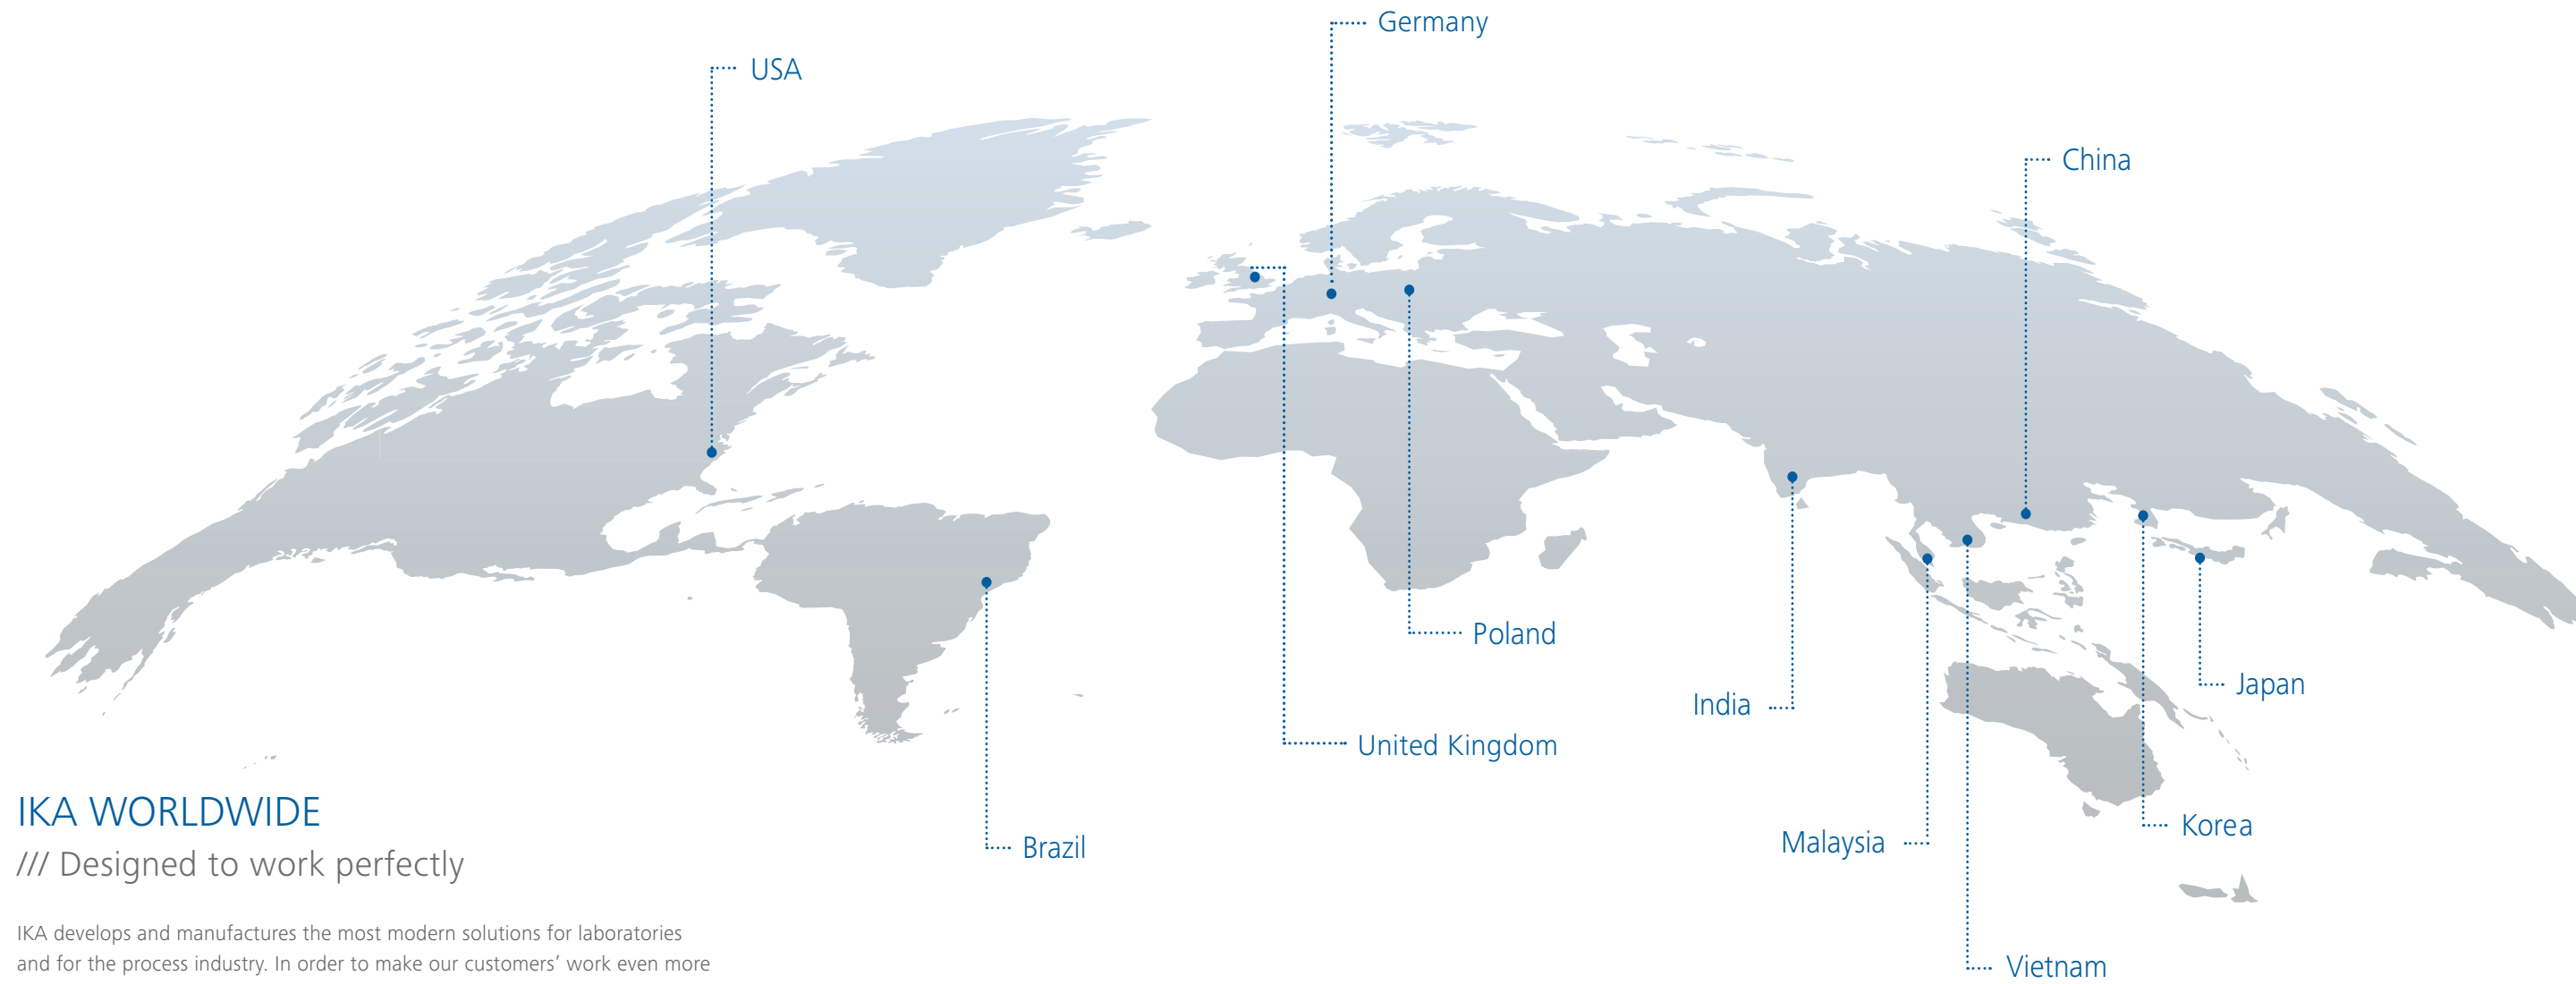 Germany
USA
China
Poland
Japan
India
United Kingdom
IKA WORLDWIDE
Korea
Malaysia
Brazil
/// Designed to work perfectly
IKA develops and manufactures the most modern solutions for laboratories
and for the process industry. In order to make our customers’ work even more
Vietnam